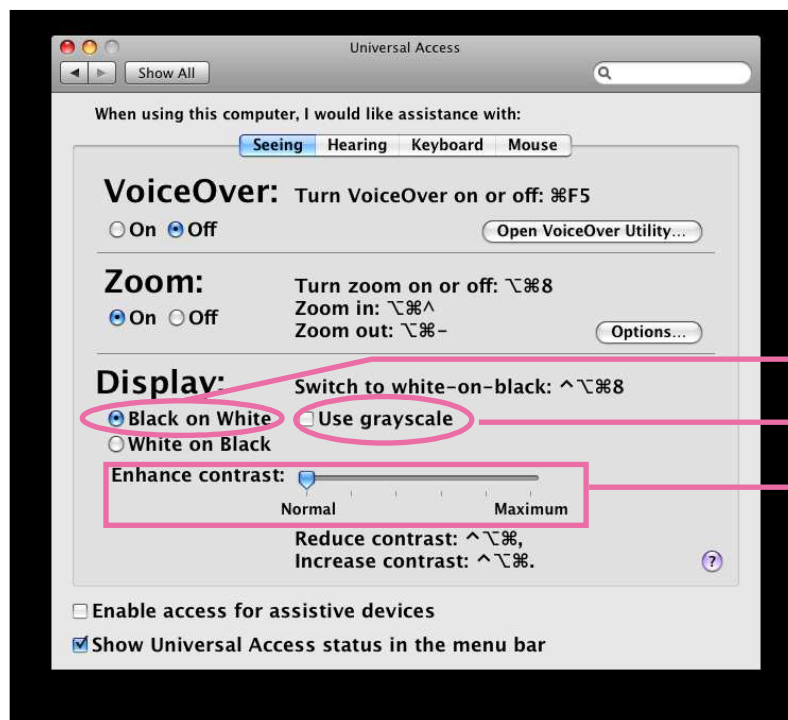 Universal Access
Show All
When using this computer, I would like assistance with:
Seeing Hearing Keyboard Mouse
VoiceOver: Turn VoiceOver on or off: ⌘F5
On Off Open VoiceOver Utility...
Zoom: Turn zoom on or off: ⌥⌘8
On Off Zoom in: ⌥⌘^
Zoom out: ⌥⌘– Options...
Display: Switch to white-on-black: ^⌥⌘8
Black on White Use grayscale
White on Black
Enhance contrast:
Normal Maximum
Reduce contrast: ^⌥⌘,
Increase contrast: ^⌥⌘.
?
Enable access for assistive devices
Show Universal Access status in the menu bar